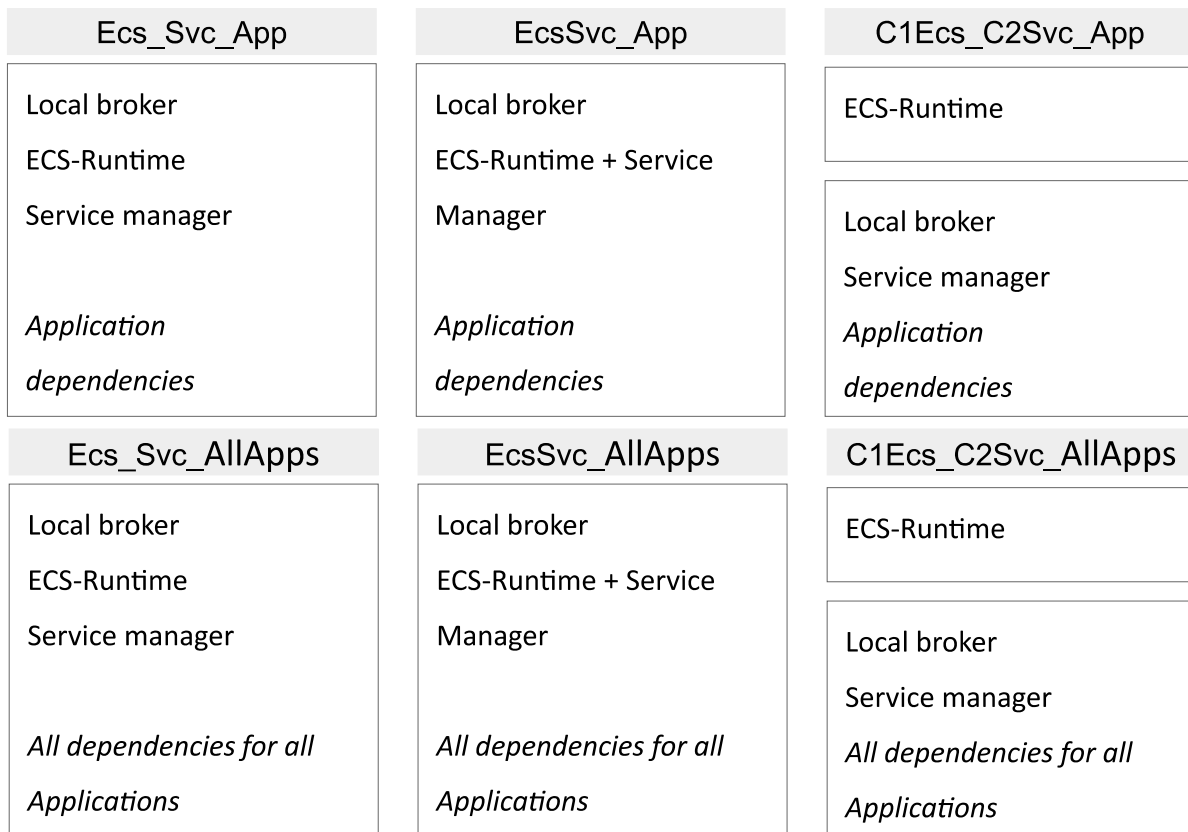 Ecs_Svc_App
Local broker
ECS-Runtime
Service manager
Application
dependencies
EcsSvc_App
Local broker
ECS-Runtime + Service
Manager
Application
dependencies
C1Ecs_C2Svc_App
ECS-Runtime
Local broker
Service manager
Application
dependencies
Ecs_Svc_AllApps
Local broker
ECS-Runtime
Service manager
All dependencies for all
Applications
EcsSvc_AllApps
Local broker
ECS-Runtime + Service
Manager
All dependencies for all
Applications
C1Ecs_C2Svc_AllApps
ECS-Runtime
Local broker
Service manager
All dependencies for all
Applications